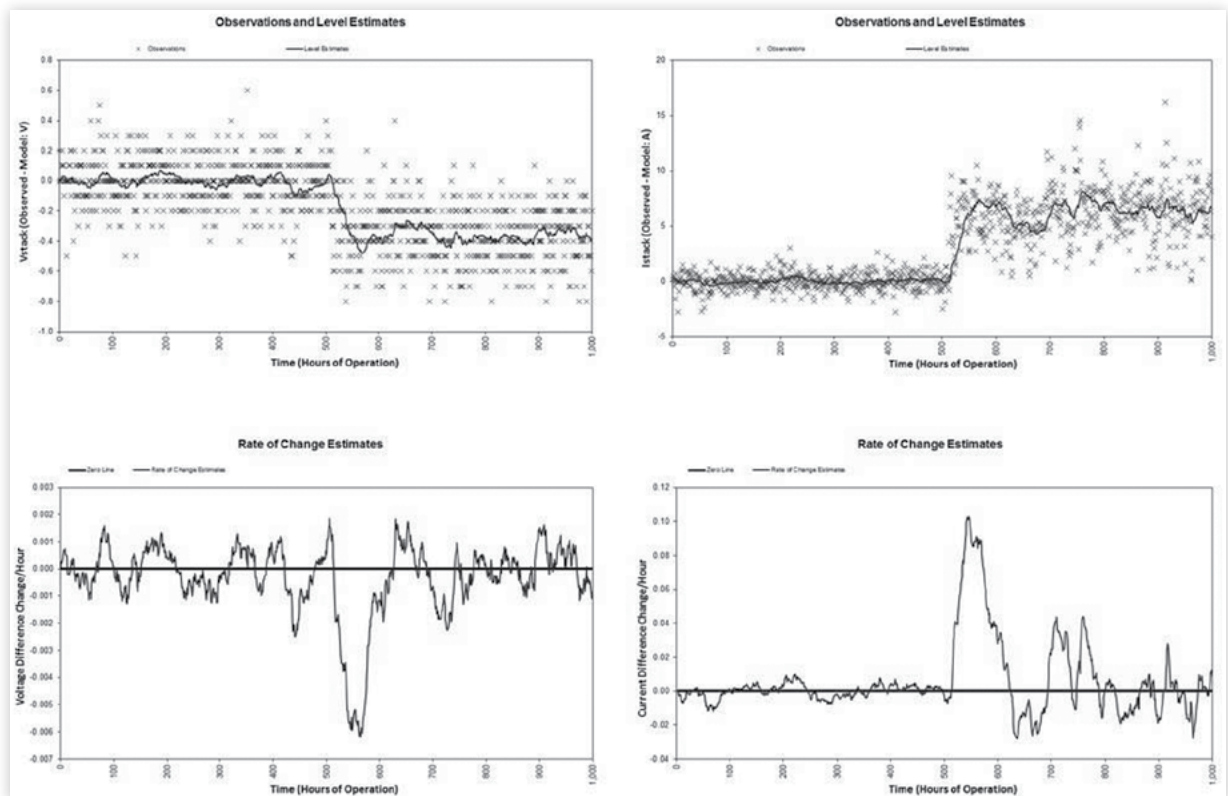 Observations and Level Estimates
× Observations — Level Estimates
Vstack (Observed - Model: V)
0.8
0.6
0.4
0.2
0.0
-0.2
-0.4
-0.6
-0.8
-1.0
0 100 200 300 400 500 600 700 800 900 1,000
Time (Hours of Operation)
Observations and Level Estimates
× Observations — Level Estimates
Istack (Observed - Model: A)
20
15
10
5
0
-5
0 100 200 300 400 500 600 700 800 900 1,000
Time (Hours of Operation)
Rate of Change Estimates
Zero Line Rate of Change Estimates
Voltage Difference Change/Hour
0.003
0.002
0.001
0.000
-0.001
-0.002
-0.003
-0.004
-0.005
-0.006
-0.007
0 100 200 300 400 500 600 700 800 900 1,000
Time (Hours of Operation)
Rate of Change Estimates
Zero Line Rate of Change Estimates
Current Difference Change/Hour
0.12
0.10
0.08
0.06
0.04
0.02
0.00
-0.02
-0.04
0 100 200 300 400 500 600 700 800 900 1,000
Time (Hours of Operation)